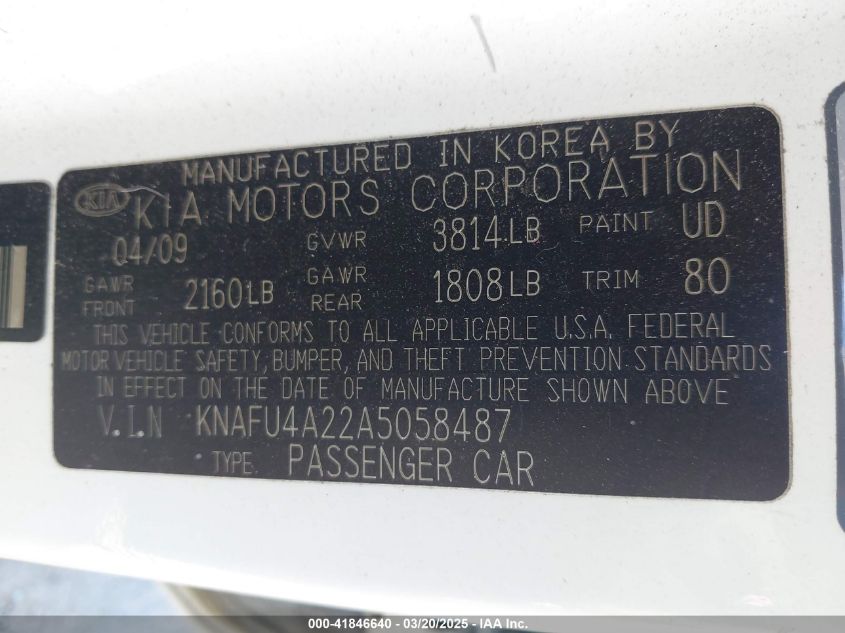 MANUFACTURED IN KOREA BY
KIA KIA MOTORS CORPORATION
04/09 GVWR 3814LB PAINT UD
GAWR FRONT 2160LB GAWR REAR 1808LB TRIM 80
THIS VEHICLE CONFORMS TO ALL APPLICABLE U.S.A. FEDERAL
MOTOR VEHICLE SAFETY, BUMPER, AND THEFT PREVENTION STANDARDS
IN EFFECT ON THE DATE OF MANUFACTURE SHOWN ABOVE
V.I.N KNAFU4A22A5058487
TYPE PASSENGER CAR
000-41846640 - 03/20/2025 - IAA Inc.